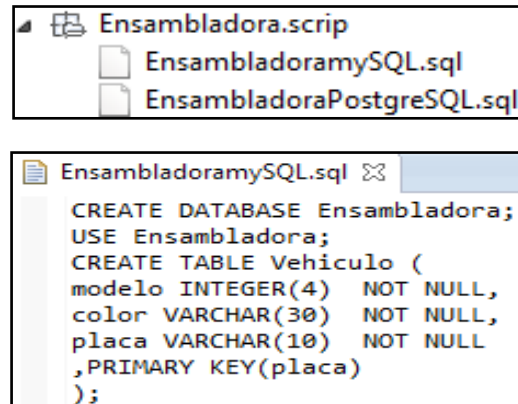 Ensambladora.scrip
EnsambladoramySQL.sql
EnsambladoraPostgreSQL.sql
EnsambladoramySQL.sql
CREATE DATABASE Ensambladora;
USE Ensambladora;
CREATE TABLE Vehiculo (
modelo INTEGER(4)  NOT NULL,
color VARCHAR(30)  NOT NULL,
placa VARCHAR(10)  NOT NULL
,PRIMARY KEY(placa)
);